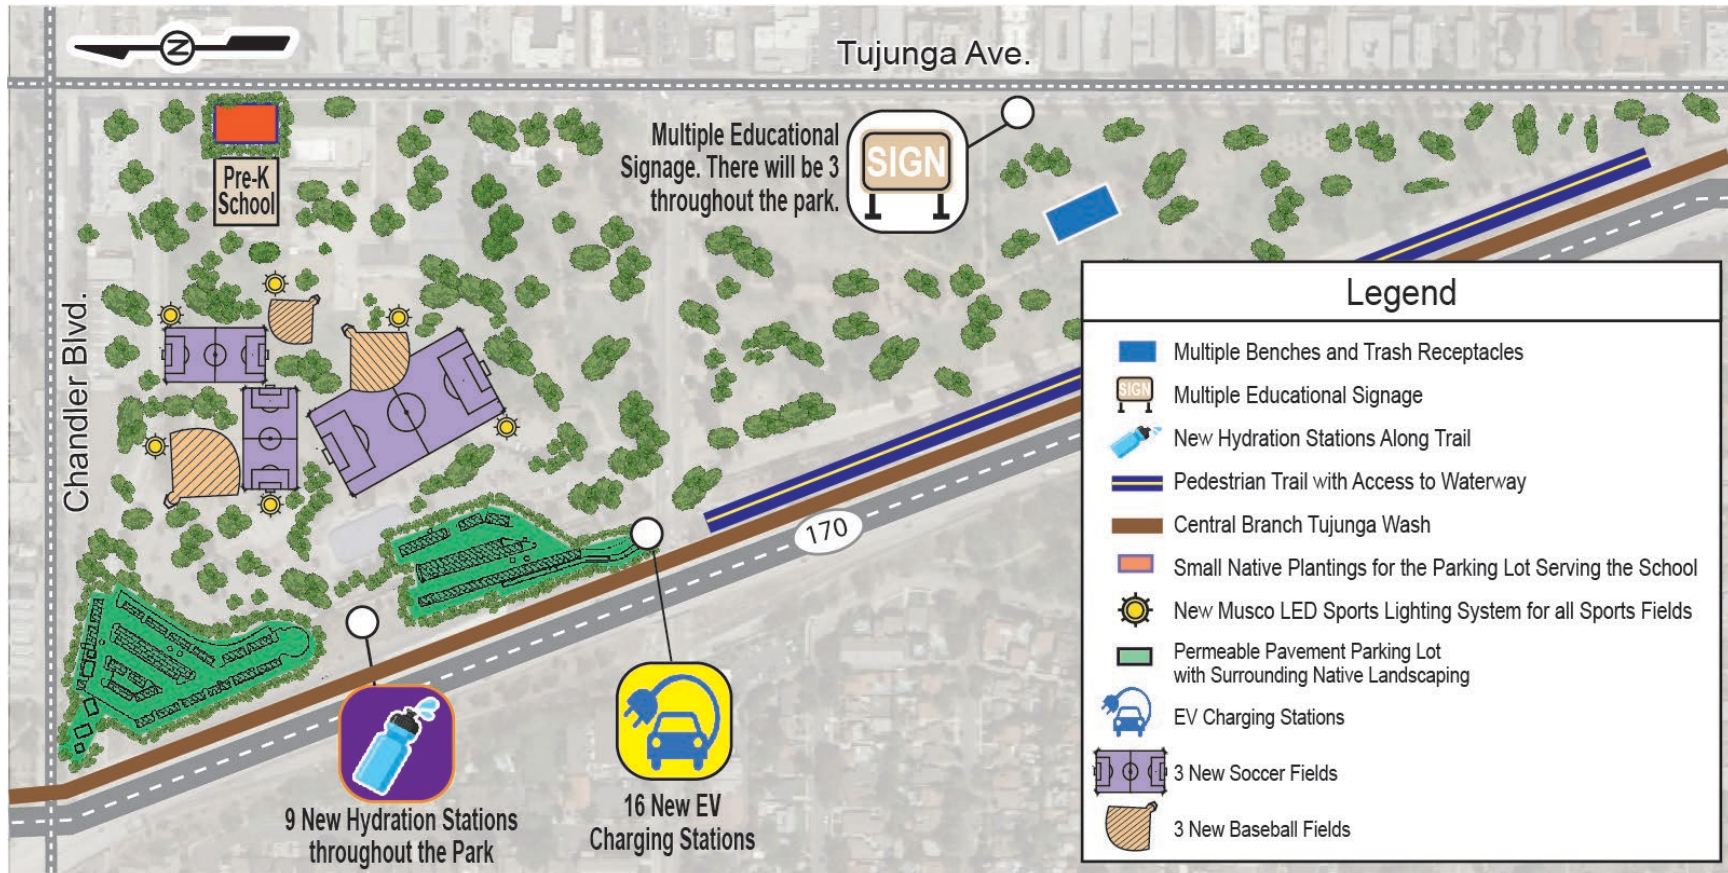 N
Tujunga Ave.
Multiple Educational
Signage. There will be 3
throughout the park.
SIGN
Pre-K
School
Chandler Blvd.
170
9 New Hydration Stations
throughout the Park
16 New EV
Charging Stations
Legend
Multiple Benches and Trash Receptacles
SIGN
Multiple Educational Signage
New Hydration Stations Along Trail
Pedestrian Trail with Access to Waterway
Central Branch Tujunga Wash
Small Native Plantings for the Parking Lot Serving the School
New Musco LED Sports Lighting System for all Sports Fields
Permeable Pavement Parking Lot
with Surrounding Native Landscaping
EV Charging Stations
3 New Soccer Fields
3 New Baseball Fields